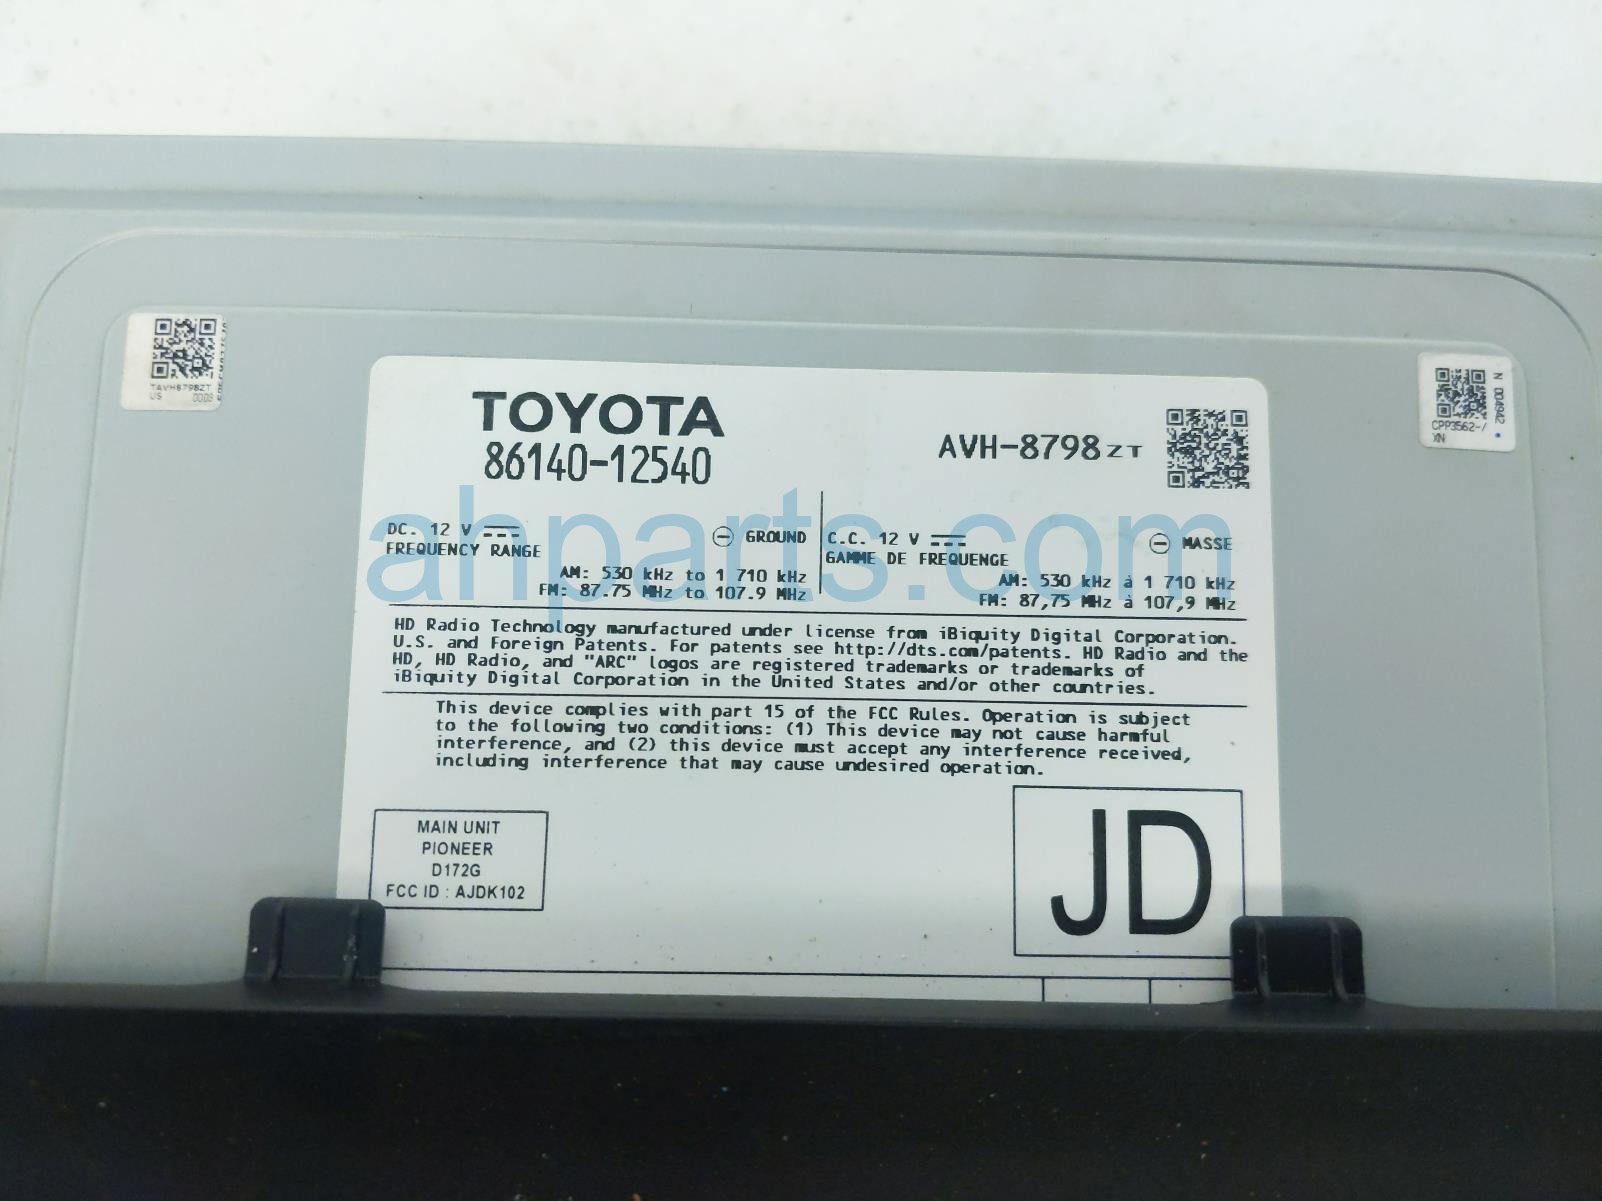 TOYOTA
86140-12540
AVH-8798ZT
DC. 12 V
GROUND
FREQUENCY RANGE
AM: 530 kHz to 1 710 kHz
FM: 87.75 MHz to 107.9 MHz
C.C. 12 V
MASSE
GAMME DE FREQUENGE
AM: 530 kHz à 1 710 kHz
FM: 87,75 MHz à 107,9 MHz
HD Radio Technology manufactured under license from iBiquity Digital Corporation.
U.S. and Foreign Patents. For patents see http://dts.com/patents. HD Radio and the
HD, HD Radio, and "ARC" logos are registered trademarks or trademarks of
iBiquity Digital Corporation in the United States and/or other countries.
This device complies with part 15 of the FCC Rules. Operation is subject
to the following two conditions: (1) This device may not cause harmful
interference, and (2) this device must accept any interference received,
including interference that may cause undesired operation.
MAIN UNIT
PIONEER
D172G
FCC ID : AJDK102
JD
TAVH8798ZT
US
N 004942
CPP3562-/
XN
ahparts.com